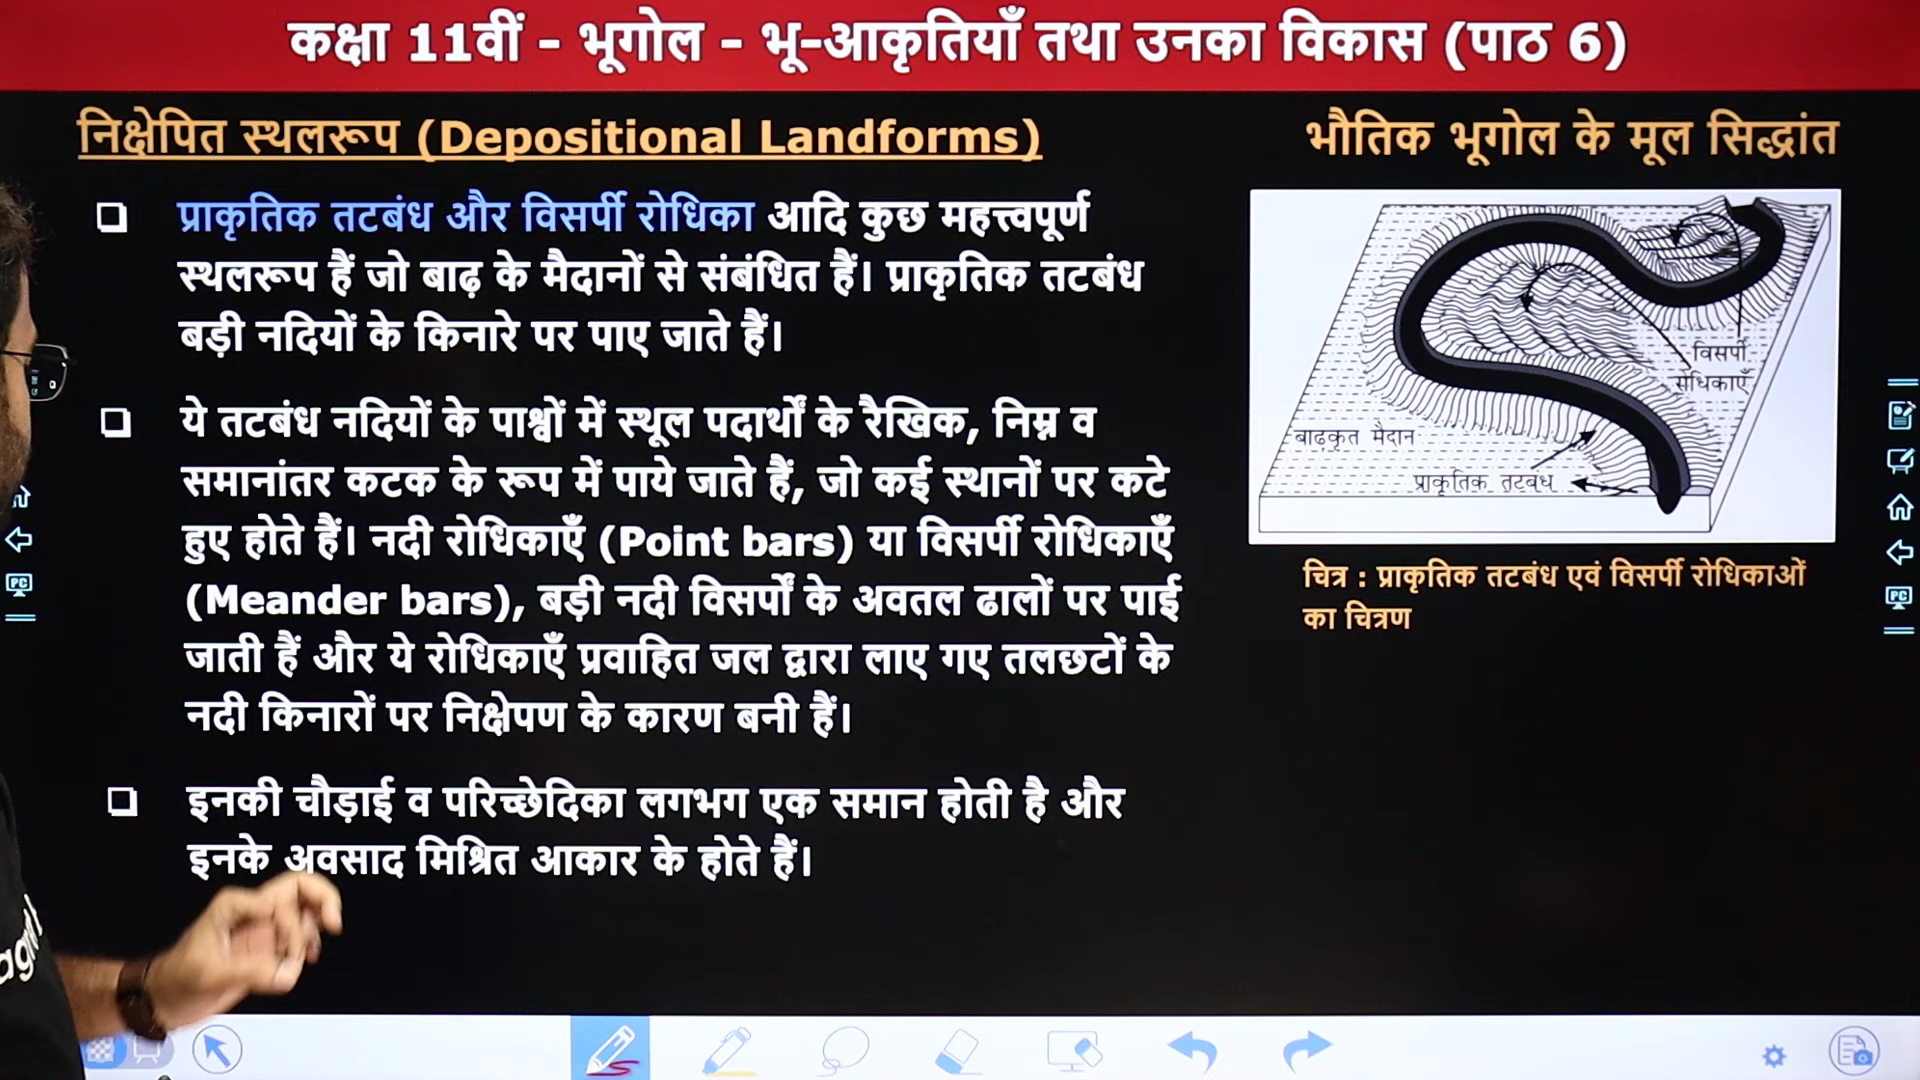 कक्षा 11वीं - भूगोल - भू-आकृतियाँ तथा उनका विकास (पाठ 6)
निक्षेपित स्थलरूप (Depositional Landforms)
प्राकृतिक तटबंध और विसर्पी रोधिका आदि कुछ महत्त्वपूर्ण
स्थलरूप हैं जो बाढ़ के मैदानों से संबंधित हैं। प्राकृतिक तटबंध
बड़ी नदियों के किनारे पर पाए जाते हैं।
ये तटबंध नदियों के पाश्वों में स्थूल पदार्थों के रैखिक, निम्न व
समानांतर कटक के रूप में पाये जाते हैं, जो कई स्थानों पर कटे
हुए होते हैं। नदी रोधिकाएँ (Point bars) या विसर्पी रोधिकाएँ
(Meander bars), बड़ी नदी विसर्पों के अवतल ढालों पर पाई
जाती हैं और ये रोधिकाएँ प्रवाहित जल द्वारा लाए गए तलछटों के
नदी किनारों पर निक्षेपण के कारण बनी हैं।
इनकी चौड़ाई व परिच्छेदिका लगभग एक समान होती है और
इनके अवसाद मिश्रित आकार के होते हैं।
भौतिक भूगोल के मूल सिद्धांत
विसर्पी
रोधिकाएँ
बाढ़कृत मैदान
प्राकृतिक तटबंध
चित्र : प्राकृतिक तटबंध एवं विसर्पी रोधिकाओं
का चित्रण
PC
PC